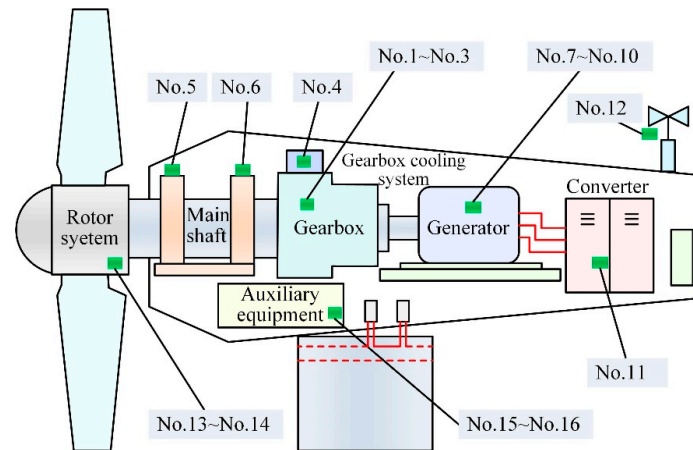 No.1~No.3
No.7~No.10
No.5
No.6
No.4
No.12
Gearbox cooling
system
Converter
Rotor
syetem
Main
shaft
Gearbox
Generator
Auxiliary
equipment
No.11
No.13~No.14
No.15~No.16